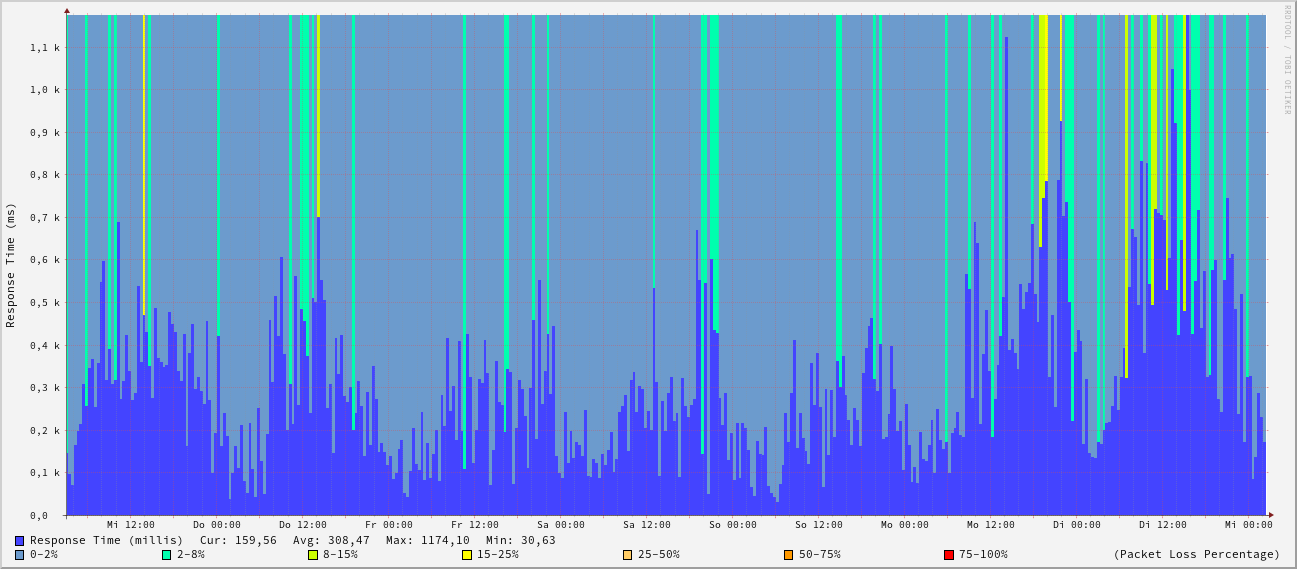 RRDTOOL / TOBI OETIKER
Response Time (ms)
1,1 k
1,0 k
0,9 k
0,8 k
0,7 k
0,6 k
0,5 k
0,4 k
0,3 k
0,2 k
0,1 k
0,0
Mi 12:00 Do 00:00 Do 12:00 Fr 00:00 Fr 12:00 Sa 00:00 Sa 12:00 So 00:00 So 12:00 Mo 00:00 Mo 12:00 Di 00:00 Di 12:00 Mi 00:00
Response Time (millis) Cur: 159,56 Avg: 308,47 Max: 1174,10 Min: 30,63
0-2% 2-8% 8-15% 15-25% 25-50% 50-75% 75-100% (Packet Loss Percentage)